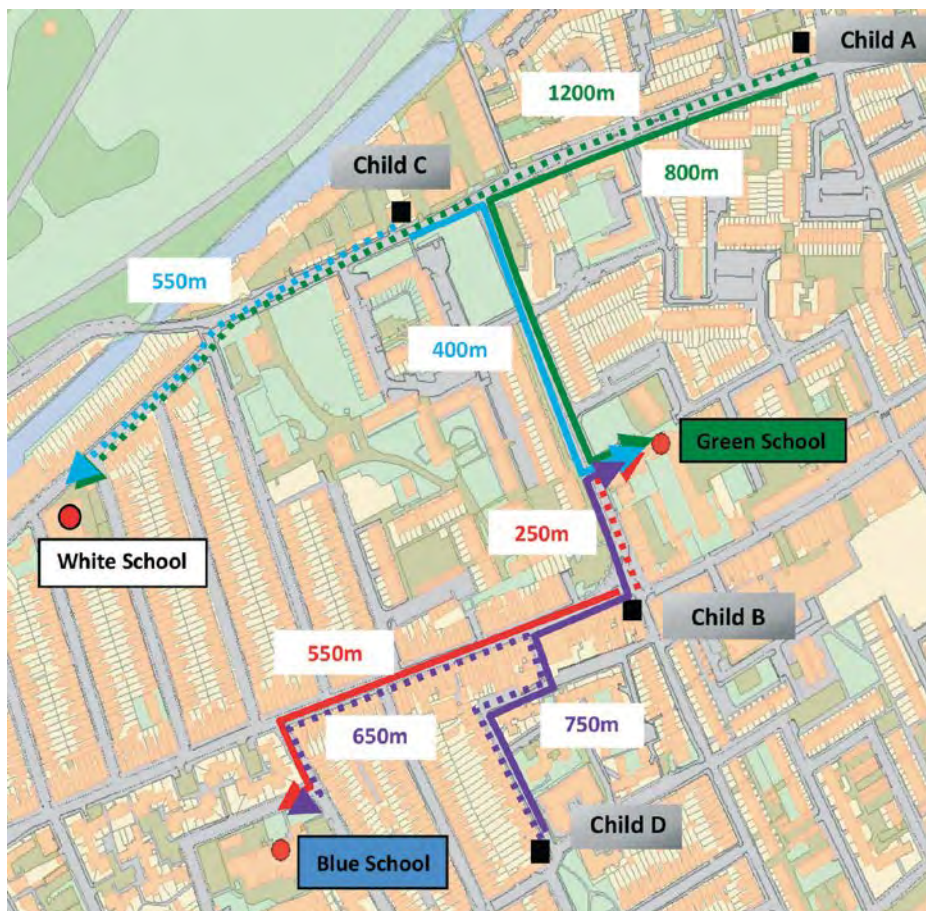 Child A
1200m
Child C
800m
550m
400m
Green School
250m
White School
Child B
550m
650m
750m
Child D
Blue School